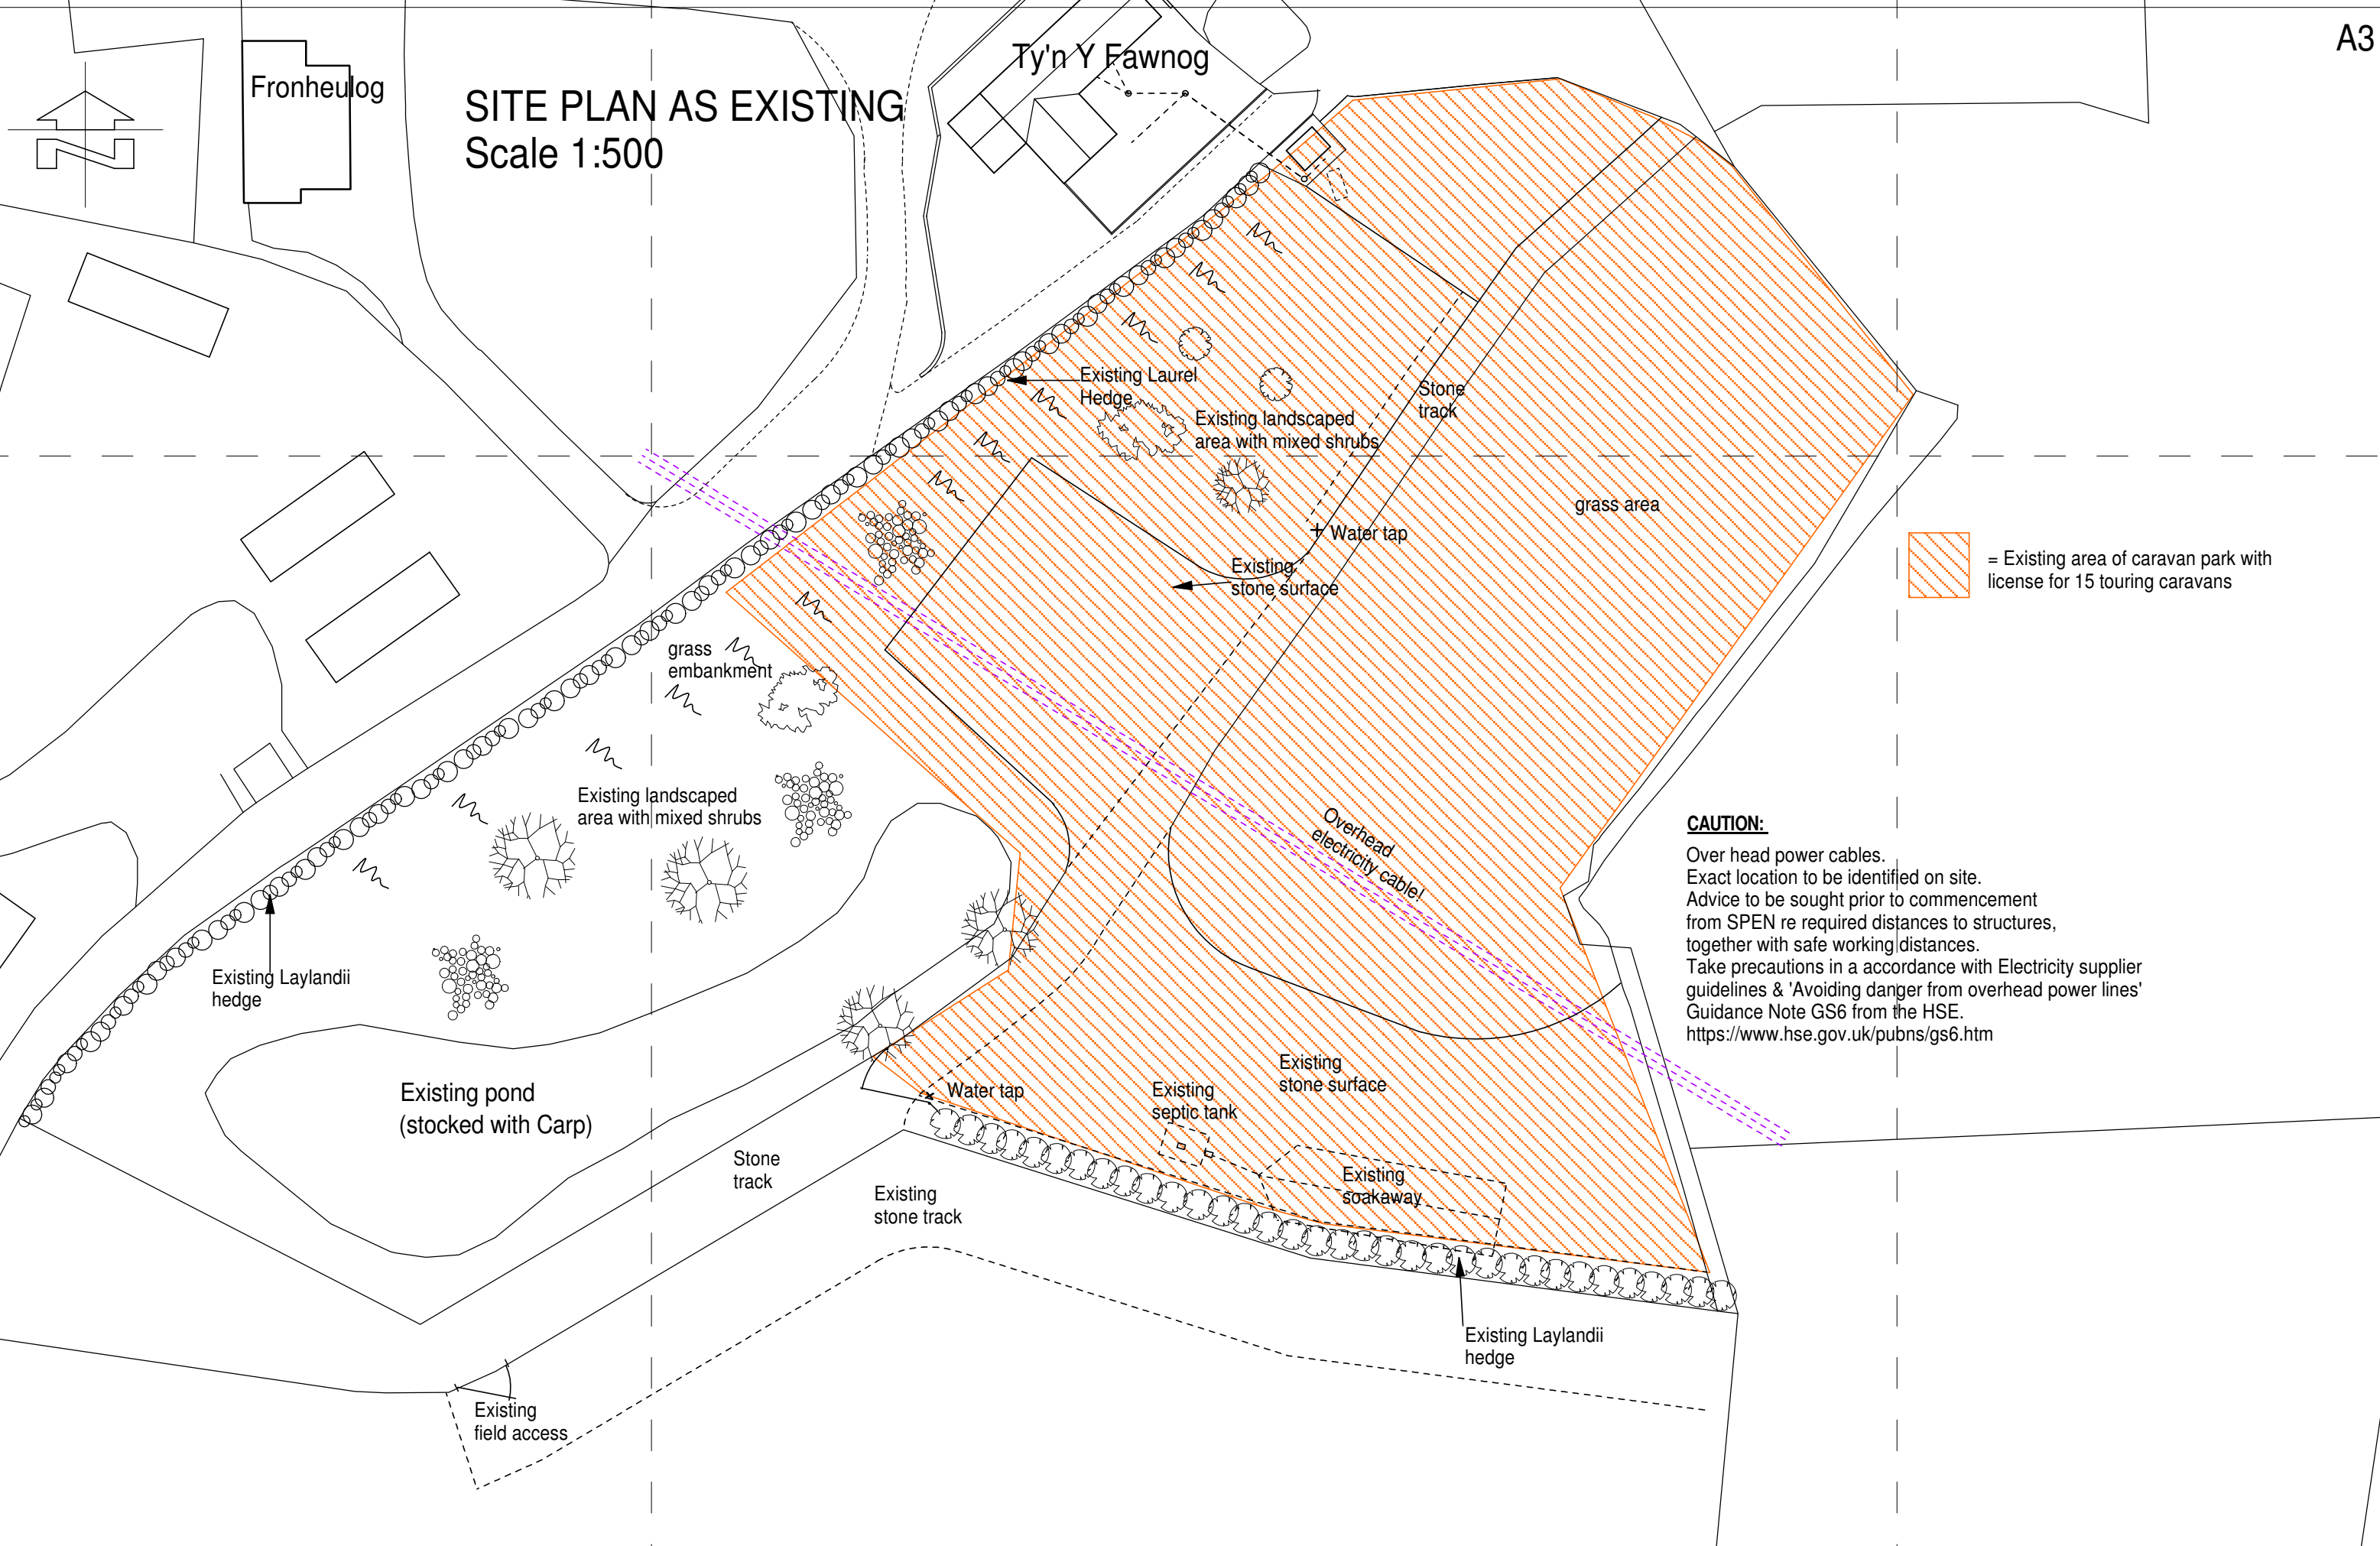 A3
Ty'n Y Fawnog
Fronheulog
SITE PLAN AS EXISTING
Scale 1:500
Existing Laurel
Hedge
Existing landscaped
area with mixed shrubs
Stone
track
grass area
Water tap
Existing
stone surface
= Existing area of caravan park with
license for 15 touring caravans
grass
embankment
Existing landscaped
area with mixed shrubs
Overhead
electricity cable!
CAUTION:
Over head power cables.
Exact location to be identified on site.
Advice to be sought prior to commencement
from SPEN re required distances to structures,
together with safe working distances.
Take precautions in a accordance with Electricity supplier
guidelines & 'Avoiding danger from overhead power lines'
Guidance Note GS6 from the HSE.
https://www.hse.gov.uk/pubns/gs6.htm
Existing Laylandii
hedge
Existing pond
(stocked with Carp)
Water tap
Existing
septic tank
Existing
stone surface
Stone
track
Existing
stone track
Existing
soakaway
Existing Laylandii
hedge
Existing
field access